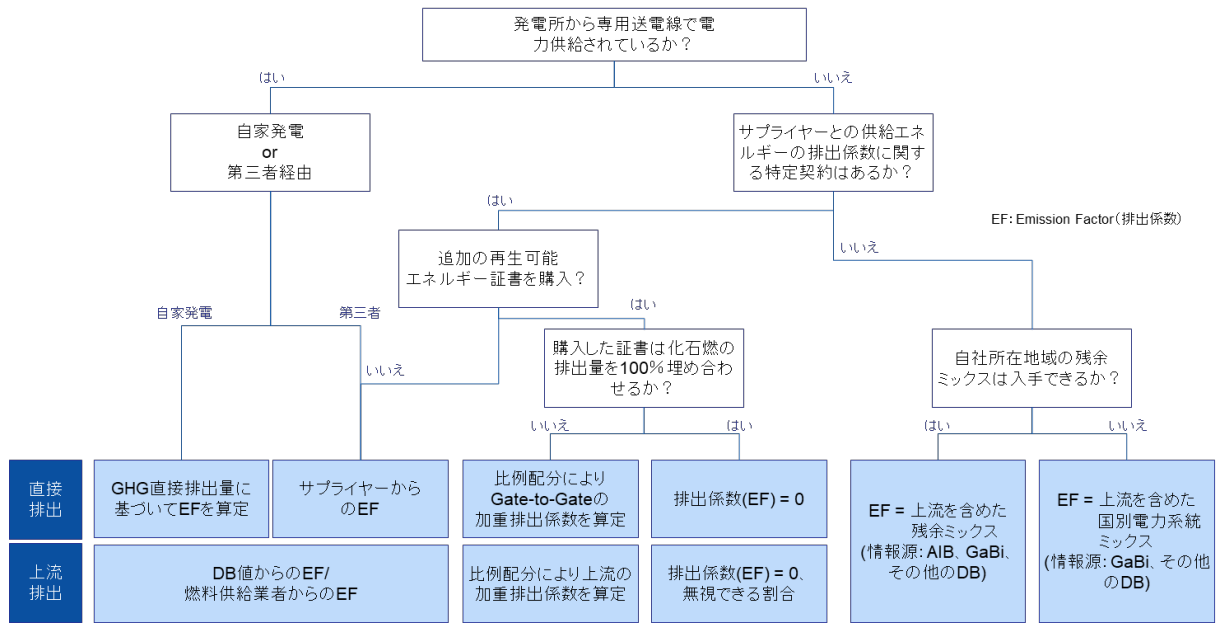 発電所から専用送電線で電
力供給されているか？
はい
いいえ
自家発電
or
第三者経由
サプライヤーとの供給エネ
ルギーの排出係数に関す
る特定契約はあるか？
はい
EF: Emission Factor（排出係数）
いいえ
追加の再生可能
エネルギー証書を購入？
はい
自家発電
第三者
いいえ
購入した証書は化石燃の
排出量を100％埋め合わ
せるか？
自社所在地域の残余
ミックスは入手できるか？
いいえ
はい
はい
いいえ
直接
排出
GHG直接排出量に
基づいてEFを算定
サプライヤーから
のEF
比例配分により
Gate-to-Gateの
加重排出係数を算定
排出係数(EF) = 0
EF = 上流を含めた
残余ミックス
(情報源: AIB、GaBi、
その他のDB)
EF = 上流を含めた
国別電力系統
ミックス
(情報源: GaBi、その他
のDB)
上流
排出
DB値からのEF/
燃料供給業者からのEF
比例配分により上流の
加重排出係数を算定
排出係数(EF) = 0、
無視できる割合